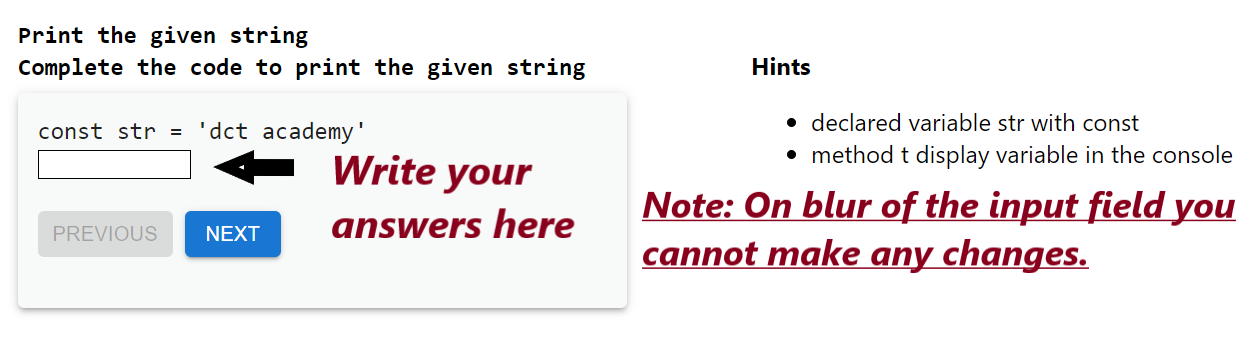 Print the given string
Complete the code to print the given string
const str = 'dct academy'
Write your
answers here
PREVIOUS
NEXT
Hints
declared variable str with const
method t display variable in the console
Note: On blur of the input field you
cannot make any changes.